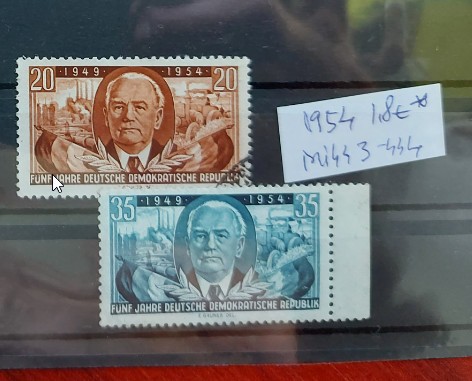 20 · 1949 · · 1954 · 20
FÜNF JAHRE DEUTSCHE DEMOKRATISCHE REPUBLIK
35 · 1949 · · 1954 · 35
FÜNF JAHRE DEUTSCHE DEMOKRATISCHE REPUBLIK
1954 1,8€*
Mi443-444